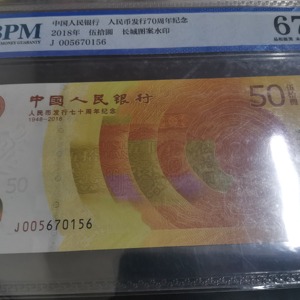 BPM
中国人民银行 人民币发行70周年纪念
2018年 伍拾圆 长城图案水印
J 005670156
67
中国人民银行
人民币发行七十周年纪念
1948-2018
50
50
J005670156